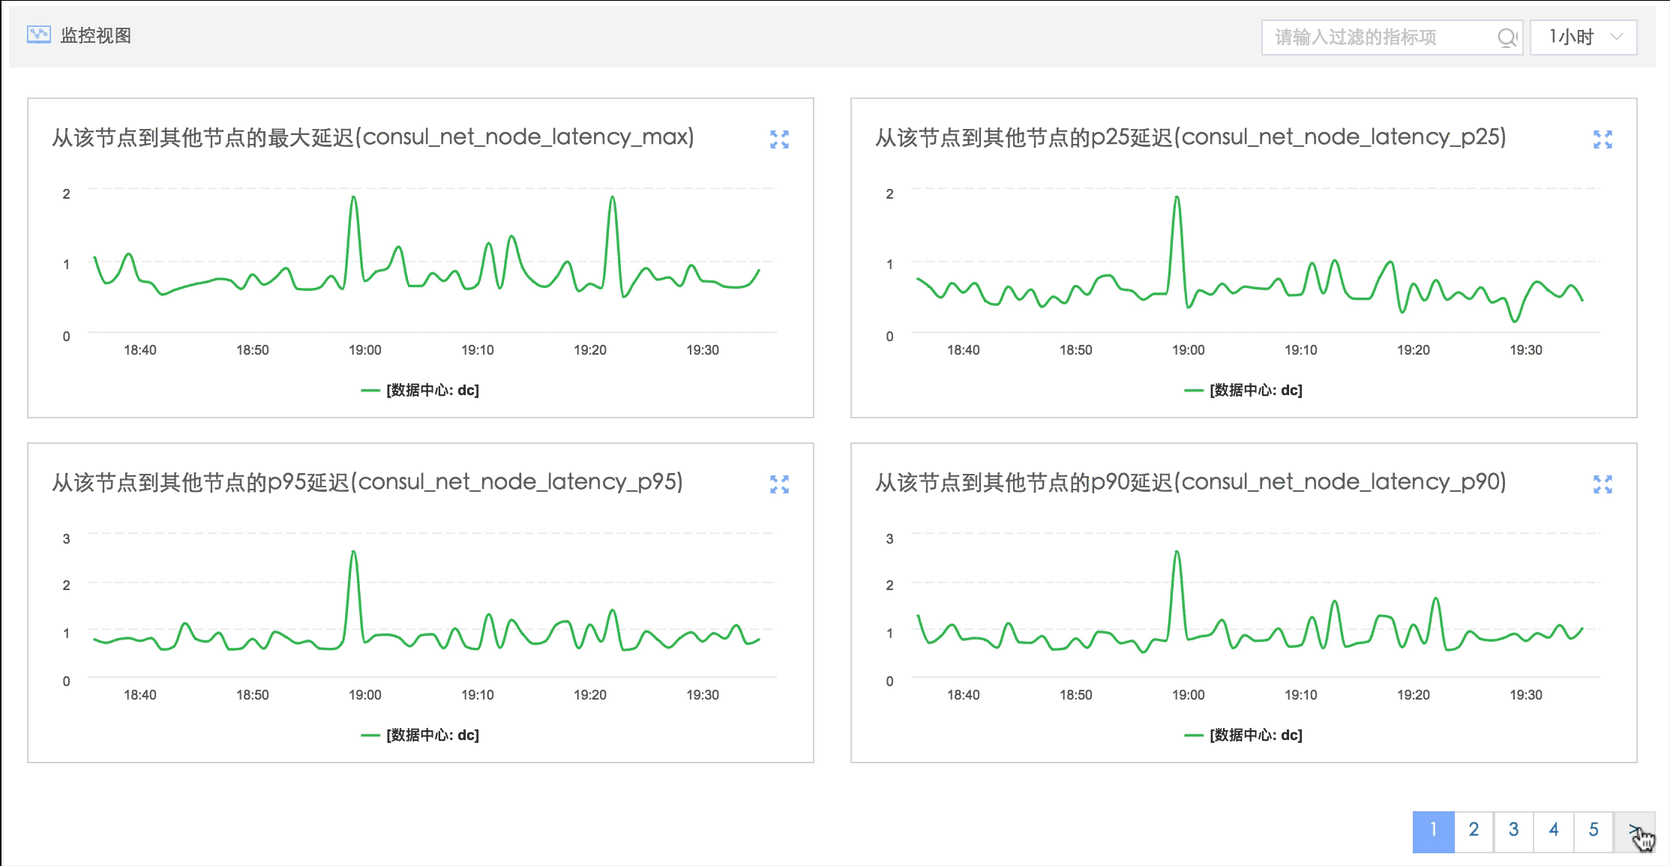 监控视图
请输入过滤的指标项
1小时
从该节点到其他节点的最大延迟(consul_net_node_latency_max)
2
1
0
18:40 18:50 19:00 19:10 19:20 19:30
[数据中心: dc]
从该节点到其他节点的p25延迟(consul_net_node_latency_p25)
2
1
0
18:40 18:50 19:00 19:10 19:20 19:30
[数据中心: dc]
从该节点到其他节点的p95延迟(consul_net_node_latency_p95)
3
2
1
0
18:40 18:50 19:00 19:10 19:20 19:30
[数据中心: dc]
从该节点到其他节点的p90延迟(consul_net_node_latency_p90)
3
2
1
0
18:40 18:50 19:00 19:10 19:20 19:30
[数据中心: dc]
1 2 3 4 5 >